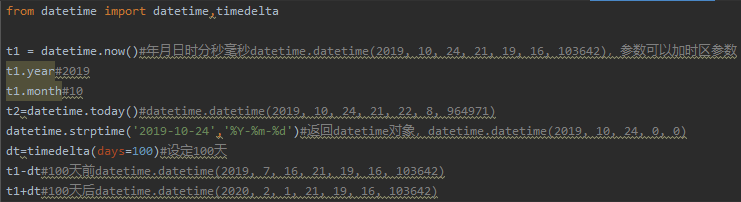 from datetime import datetime,timedelta
t1 = datetime.now()#年月日时分秒毫秒datetime.datetime(2019, 10, 24, 21, 19, 16, 103642), 参数可以加时区参数
t1.year#2019
t1.month#10
t2=datetime.today()#datetime.datetime(2019, 10, 24, 21, 22, 8, 964971)
datetime.strptime('2019-10-24','%Y-%m-%d')#返回datetime对象, datetime.datetime(2019, 10, 24, 0, 0)
dt=timedelta(days=100)#设定100天
t1-dt#100天前datetime.datetime(2019, 7, 16, 21, 19, 16, 103642)
t1+dt#100天后datetime.datetime(2020, 2, 1, 21, 19, 16, 103642)